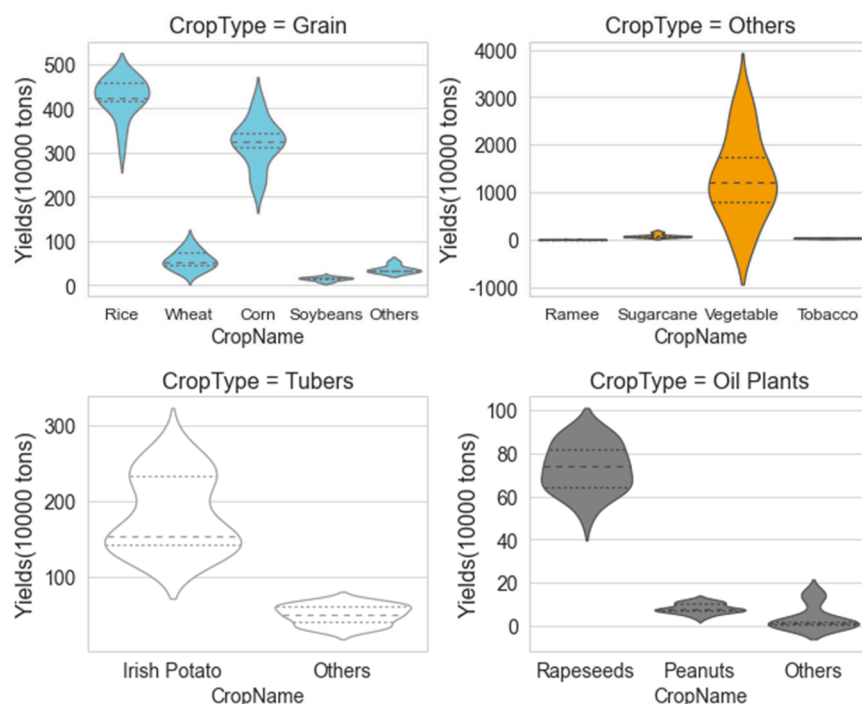 CropType = Grain
Yields(10000 tons)
500
400
300
200
100
0
Rice Wheat Corn Soybeans Others
CropName
CropType = Others
Yields(10000 tons)
4000
3000
2000
1000
0
-1000
Ramee Sugarcane Vegetable Tobacco
CropName
CropType = Tubers
Yields(10000 tons)
300
200
100
Irish Potato Others
CropName
CropType = Oil Plants
Yields(10000 tons)
100
80
60
40
20
0
Rapeseeds Peanuts Others
CropName